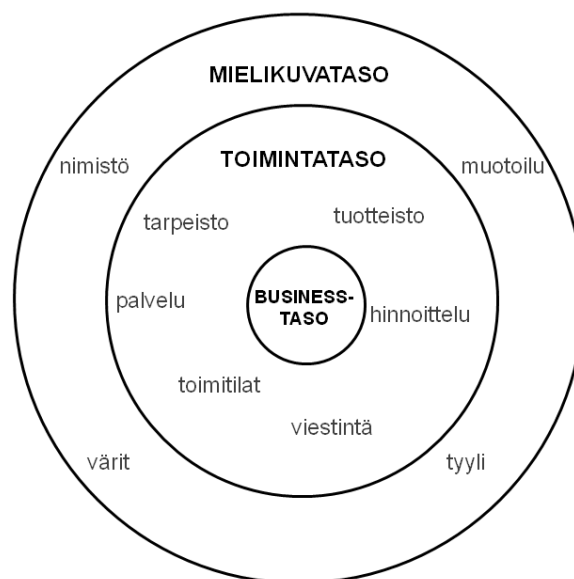 MIELIKUVATASO
nimistö
TOIMINTATASO
muotoilu
tarpeisto
tuotteisto
palvelu
BUSINESS-
TASO
hinnoittelu
toimitilat
viestintä
värit
tyyli